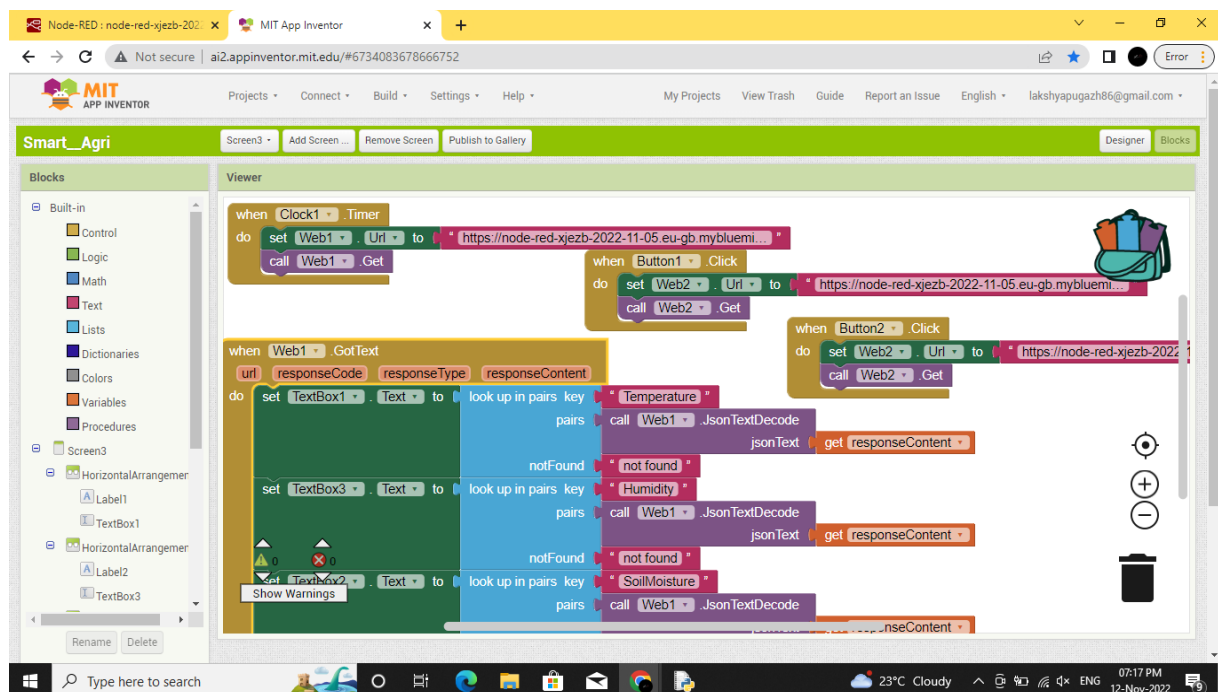 Node-RED : node-red-xjezb-202
MIT App Inventor
Not secure | ai2.appinventor.mit.edu/#6734083678666752
Error
MIT
APP INVENTOR
Projects Connect Build Settings Help My Projects View Trash Guide Report an Issue English lakshyapugazh86@gmail.com
Smart__Agri Screen3 Add Screen ... Remove Screen Publish to Gallery Designer Blocks
Blocks Viewer
Built-in
Control
Logic
Math
Text
Lists
Dictionaries
Colors
Variables
Procedures
Screen3
HorizontalArrangemer
Label1
TextBox1
HorizontalArrangemer
Label2
TextBox3
Rename Delete
when Clock1 .Timer
do set Web1 . Url to " https://node-red-xjezb-2022-11-05.eu-gb.mybluemi... "
call Web1 .Get
when Button1 .Click
do set Web2 . Url to " https://node-red-xjezb-2022-11-05.eu-gb.mybluemi...
call Web2 .Get
when Button2 .Click
do set Web2 . Url to " https://node-red-xjezb-2022-1
call Web2 .Get
when Web1 .GotText
url responseCode responseType responseContent
do set TextBox1 . Text to look up in pairs key " Temperature "
pairs call Web1 .JsonTextDecode
jsonText get responseContent
notFound " not found "
set TextBox3 . Text to look up in pairs key " Humidity "
pairs call Web1 .JsonTextDecode
jsonText get responseContent
notFound " not found "
set TextBox2 . Text to look up in pairs key " SoilMoisture "
pairs call Web1 .JsonTextDecode
jsonText get responseContent
0 0
Show Warnings
Type here to search
23°C Cloudy ENG 07:17 PM
12-Nov-2022
9